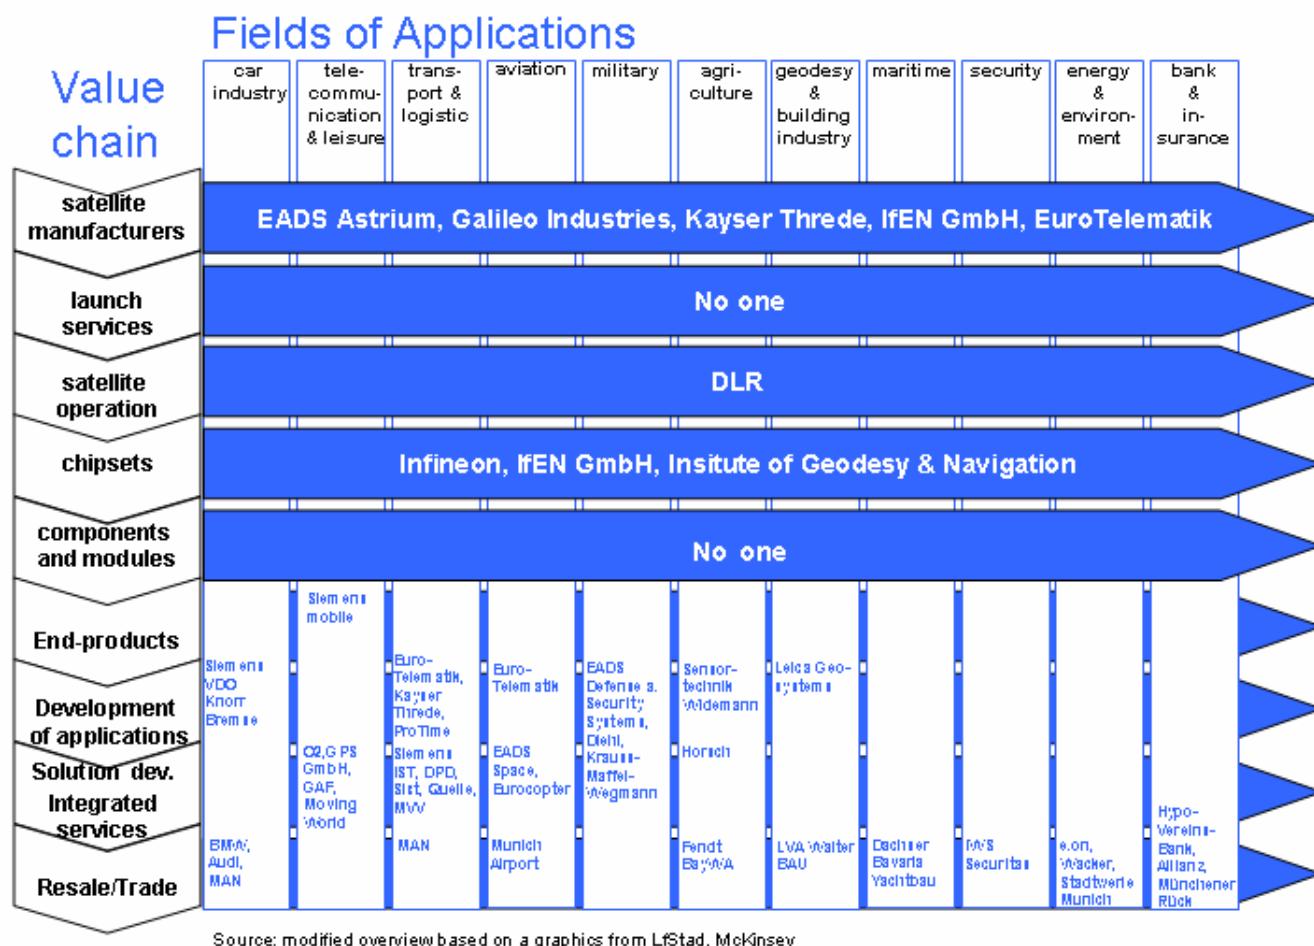 Fields of Applications
Value
chain
car
industry
tele-
commu-
nication
& leisure
trans-
port &
logistic
aviation
military
agri-
culture
geodesy
&
building
industry
maritime
security
energy
&
environ-
ment
bank
&
in-
surance
satellite
manufacturers
EADS Astrium, Galileo Industries, Kayser Threde, IfEN GmbH, EuroTelematik
launch
services
No one
satellite
operation
DLR
chipsets
Infineon, IfEN GmbH, Insitute of Geodesy & Navigation
components
and modules
No one
End-products
Siemens
mobile
Development
of applications
Siemens
VDO
Knorr
Bremse
Euro-
Telematik,
Kayser
Threde,
ProTime
Euro-
Telematik
EADS
Defense a.
Security
Systems,
Diehl,
Krauss-
Maffei-
Wegmann
Sensor-
technik
Widemann
Leica Geo-
systems
Solution dev.
Integrated
services
O2,GPS
GmbH,
GAF,
Moving
World
Siemens
IST, DPD,
Sixt, Quelle,
MVV
EADS
Space,
Eurocopter
Horsch
Resale/Trade
BMW,
Audi,
MAN
MAN
Munich
Airport
Fendt
BayWA
LVA Walter
BAU
Dachser
Bavaria
Yachtbau
Securitas
e.on,
Wacker,
Stadtwerke
Munich
Hypo-
Vereins-
Bank,
Allianz,
Münchener
Rück
Source: modified overview based on a graphics from LfStad, McKinsey